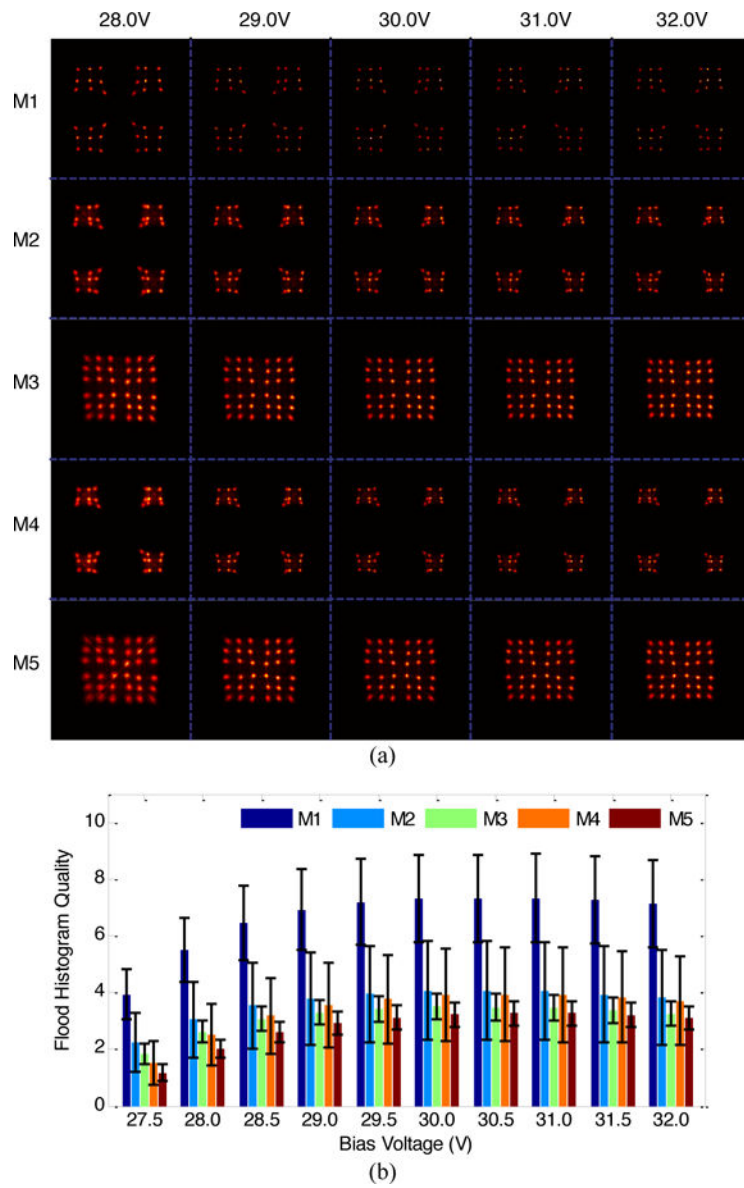 28.0V 29.0V 30.0V 31.0V 32.0V
M1
M2
M3
M4
M5
(a)
M1 M2 M3 M4 M5
10
8
6
4
2
0
Flood Histogram Quality
27.5 28.0 28.5 29.0 29.5 30.0 30.5 31.0 31.5 32.0
Bias Voltage (V)
(b)